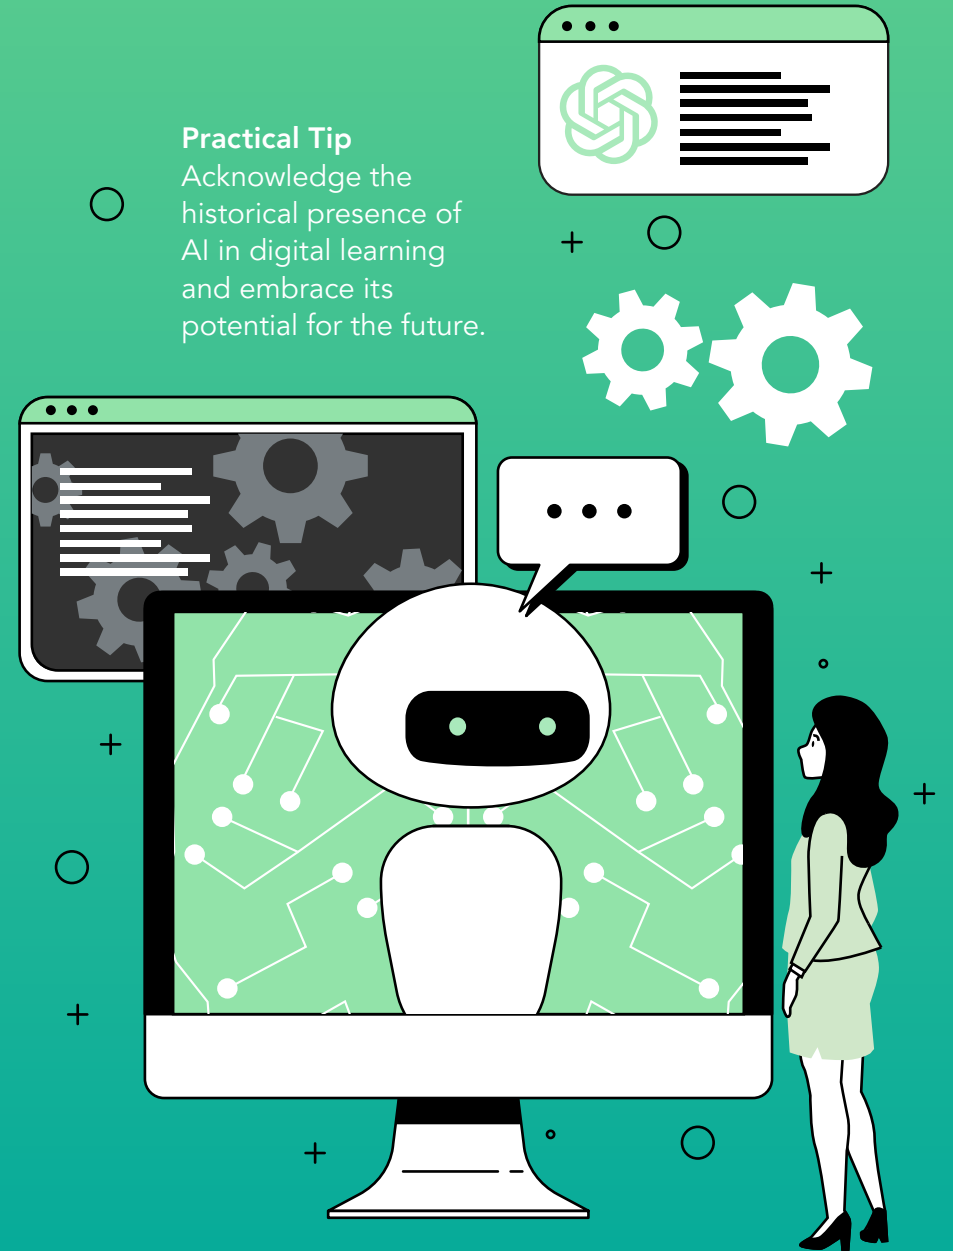 Practical Tip
Acknowledge the
historical presence of
AI in digital learning
and embrace its
potential for the future.